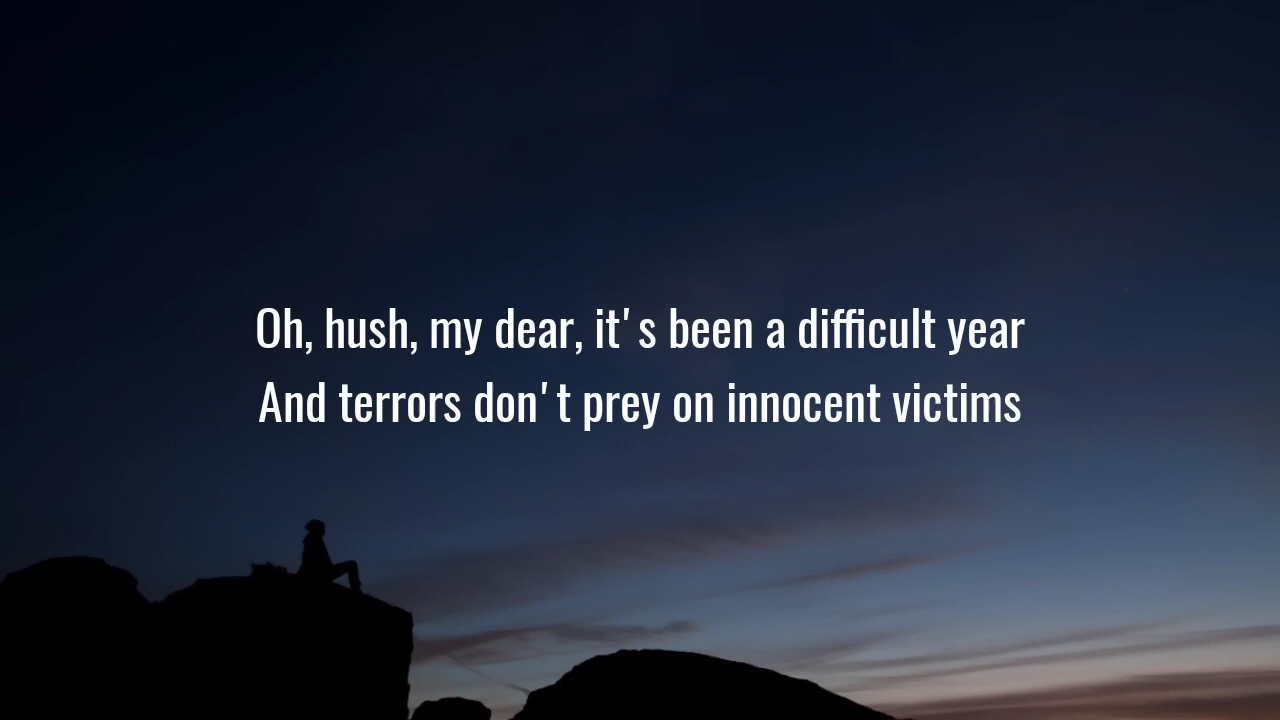 Oh, hush, my dear, it's been a difficult year
And terrors don't prey on innocent victims